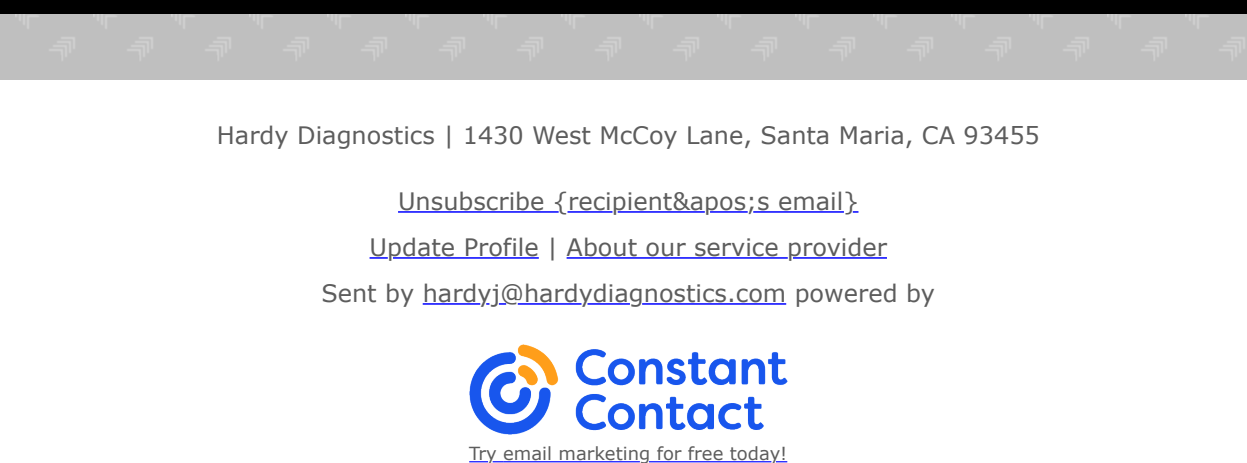 Hardy Diagnostics | 1430 West McCoy Lane, Santa Maria, CA 93455
Unsubscribe {recipient&apos;s email}
Update Profile | About our service provider
Sent by hardyj@hardydiagnostics.com powered by
Constant
Contact
Try email marketing for free today!